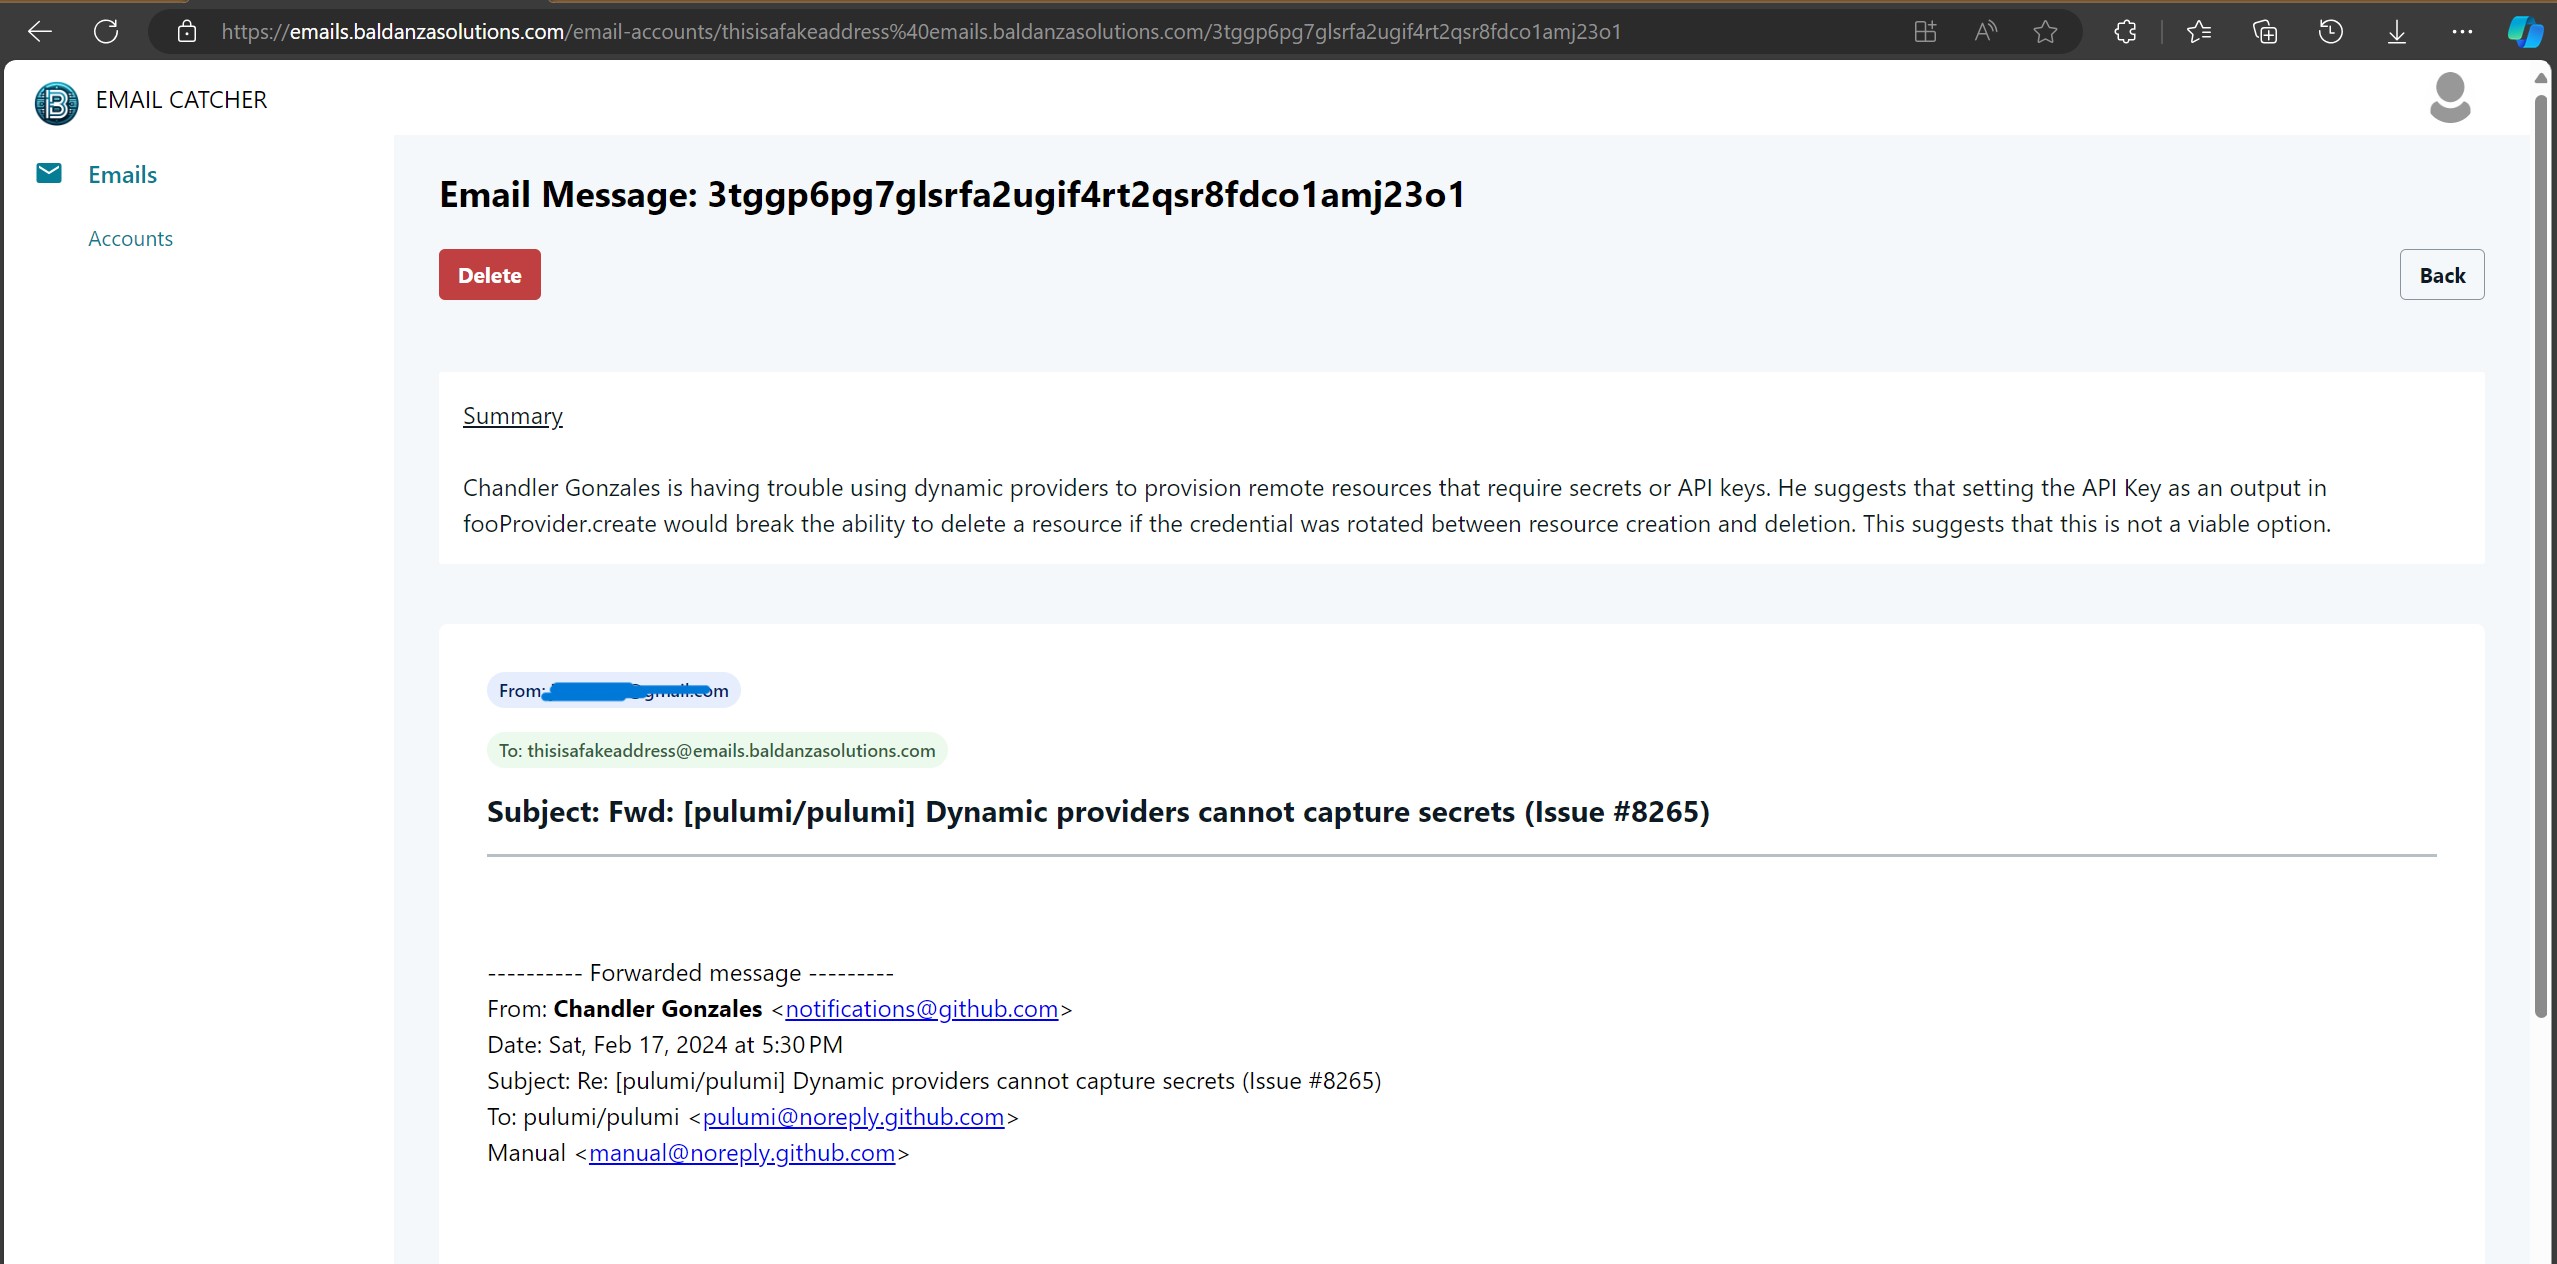 https://emails.baldanzasolutions.com/email-accounts/thisisafakeaddress%40emails.baldanzasolutions.com/3tggp6pg7glsrfa2ugif4rt2qsr8fdco1amj23o1
EMAIL CATCHER
Emails
Accounts
Email Message: 3tggp6pg7glsrfa2ugif4rt2qsr8fdco1amj23o1
Delete
Back
Summary
Chandler Gonzales is having trouble using dynamic providers to provision remote resources that require secrets or API keys. He suggests that setting the API Key as an output in
fooProvider.create would break the ability to delete a resource if the credential was rotated between resource creation and deletion. This suggests that this is not a viable option.
From: @gmail.com
To: thisisafakeaddress@emails.baldanzasolutions.com
Subject: Fwd: [pulumi/pulumi] Dynamic providers cannot capture secrets (Issue #8265)
---------- Forwarded message ---------
From: Chandler Gonzales <notifications@github.com>
Date: Sat, Feb 17, 2024 at 5:30 PM
Subject: Re: [pulumi/pulumi] Dynamic providers cannot capture secrets (Issue #8265)
To: pulumi/pulumi <pulumi@noreply.github.com>
Manual <manual@noreply.github.com>